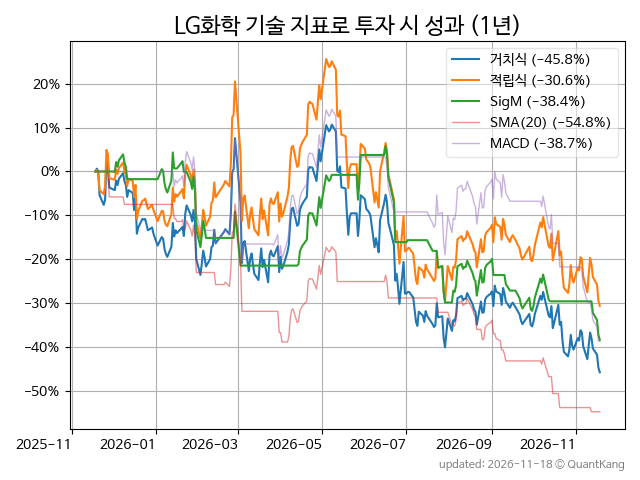 LG화학 기술 지표로 투자 시 성과 (1년)
거치식 (−45.8%)
적립식 (−30.6%)
SigM (−38.4%)
SMA(20) (−54.8%)
MACD (−38.7%)
20%
10%
0%
−10%
−20%
−30%
−40%
−50%
2025−11 2026−01 2026−03 2026−05 2026−07 2026−09 2026−11
updated: 2026−11−18 ⓒ QuantKang